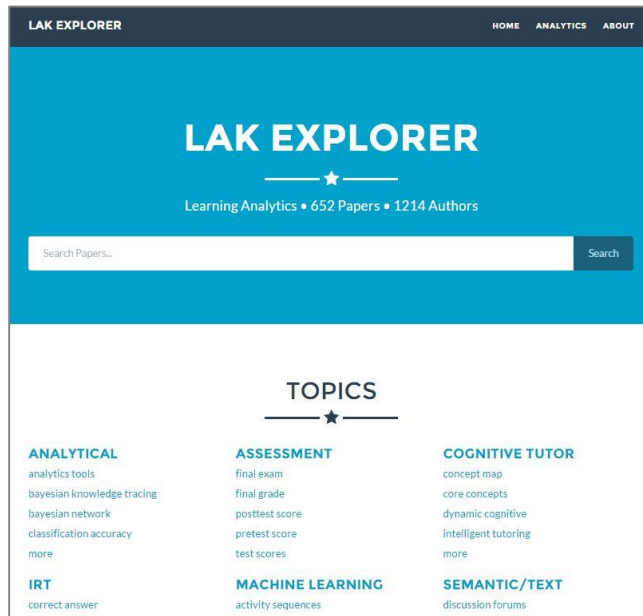 LAK EXPLORER HOME ANALYTICS ABOUT
LAK EXPLORER
Learning Analytics • 652 Papers • 1214 Authors
Search Papers... Search
TOPICS
ANALYTICAL
analytics tools
bayesian knowledge tracing
bayesian network
classification accuracy
more
ASSESSMENT
final exam
final grade
posttest score
pretest score
test scores
COGNITIVE TUTOR
concept map
core concepts
dynamic cognitive
intelligent tutoring
more
IRT
correct answer
MACHINE LEARNING
activity sequences
SEMANTIC/TEXT
discussion forums